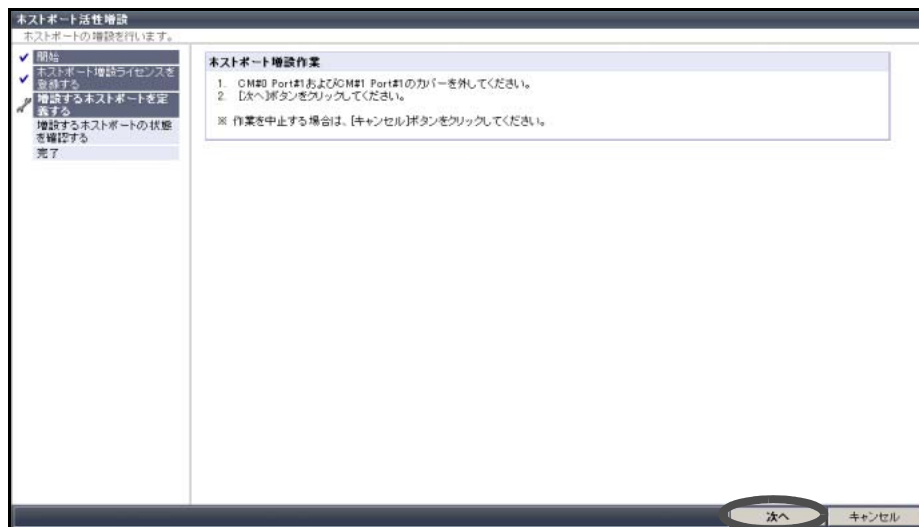 ホストポート活性増設
ホストポートの増設を行います。
開始
ホストポート増設ライセンスを
登録する
増設するホストポートを定
義する
増設するホストポートの状態
を確認する
完了
ホストポート増設作業
1. CM#0 Port#1およびCM#1 Port#1のカバーを外してください。
2. [次へ]ボタンをクリックしてください。
※ 作業を中止する場合は、[キャンセル]ボタンをクリックしてください。
次へ
キャンセル